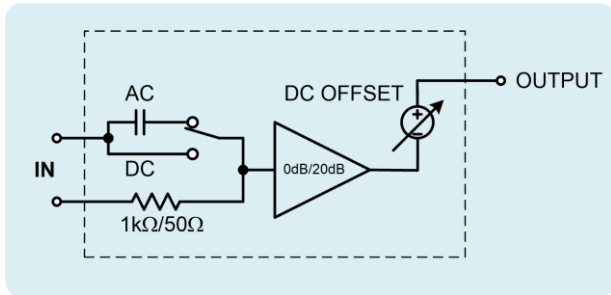 AC
DC OFFSET
OUTPUT
IN
DC
0dB/20dB
1kΩ/50Ω
+
−